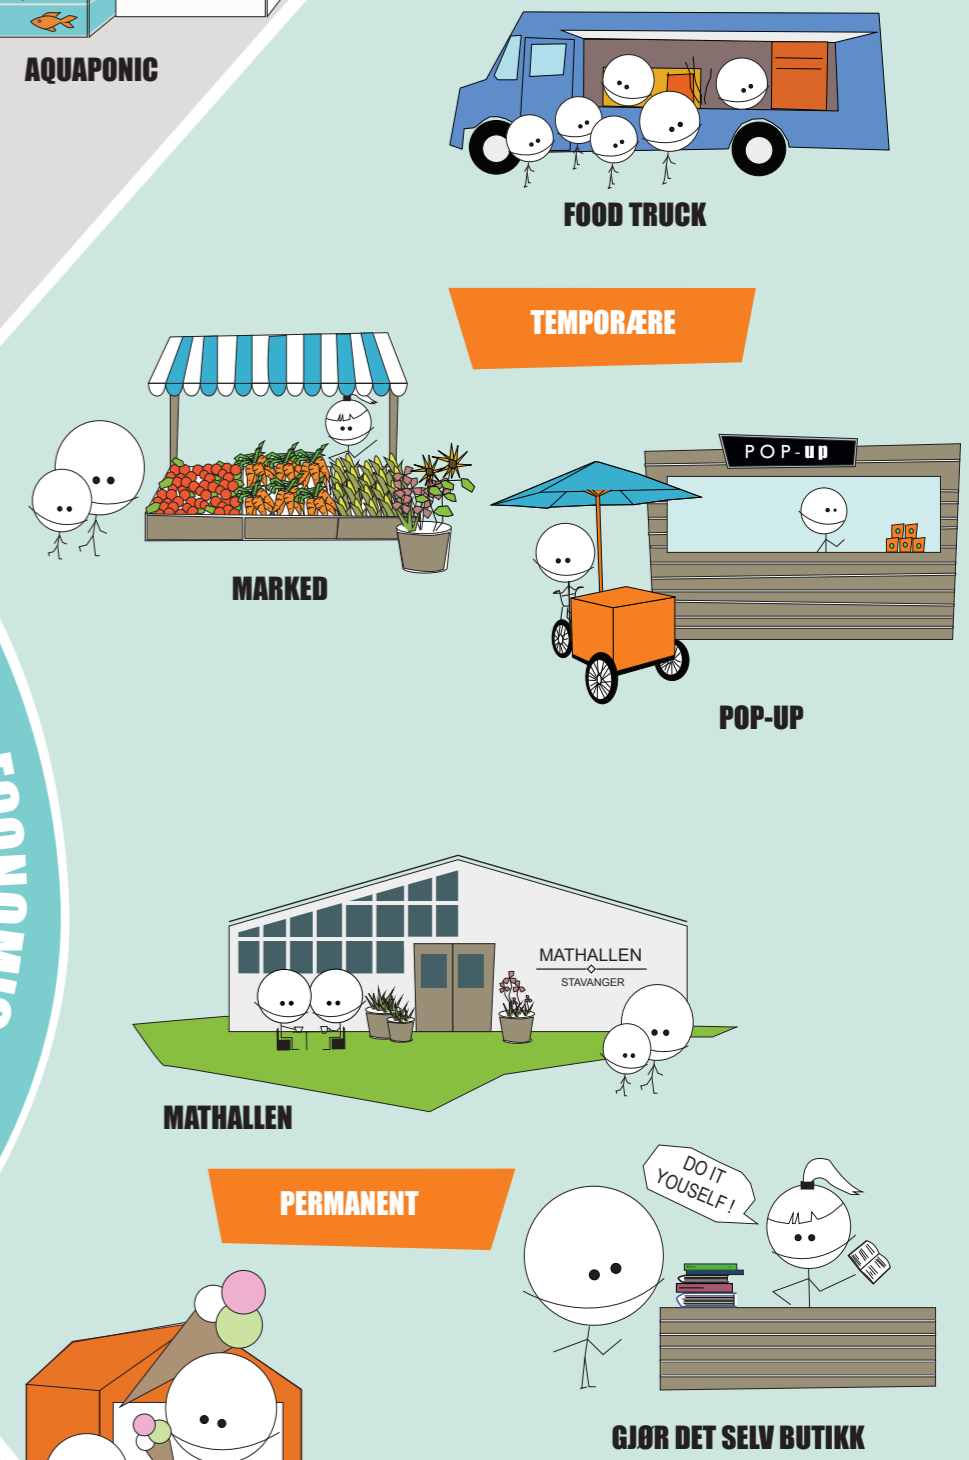 AQUAPONIC
FOOD TRUCK
TEMPORÆRE
MARKED
POP-up
POP-UP
MATHALLEN
STAVANGER
MATHALLEN
PERMANENT
DO IT
YOUSELF!
GJØR DET SELV BUTIKK